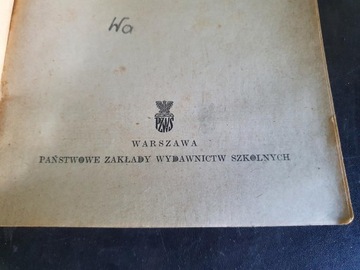 Wa
PZWS
WARSZAWA
PAŃSTWOWE ZAKŁADY WYDAWNICTW SZKOLNYCH